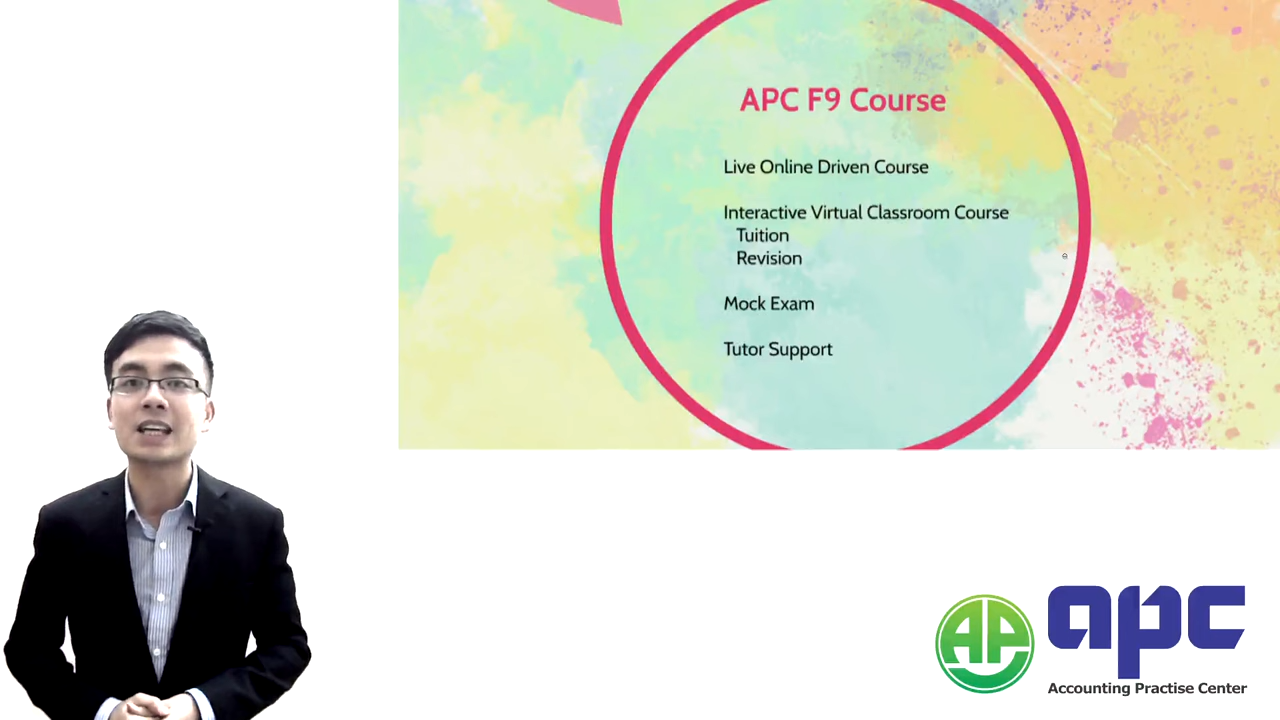 APC F9 Course
Live Online Driven Course
Interactive Virtual Classroom Course
Tuition
Revision
Mock Exam
Tutor Support
AP
apc
Accounting Practise Center